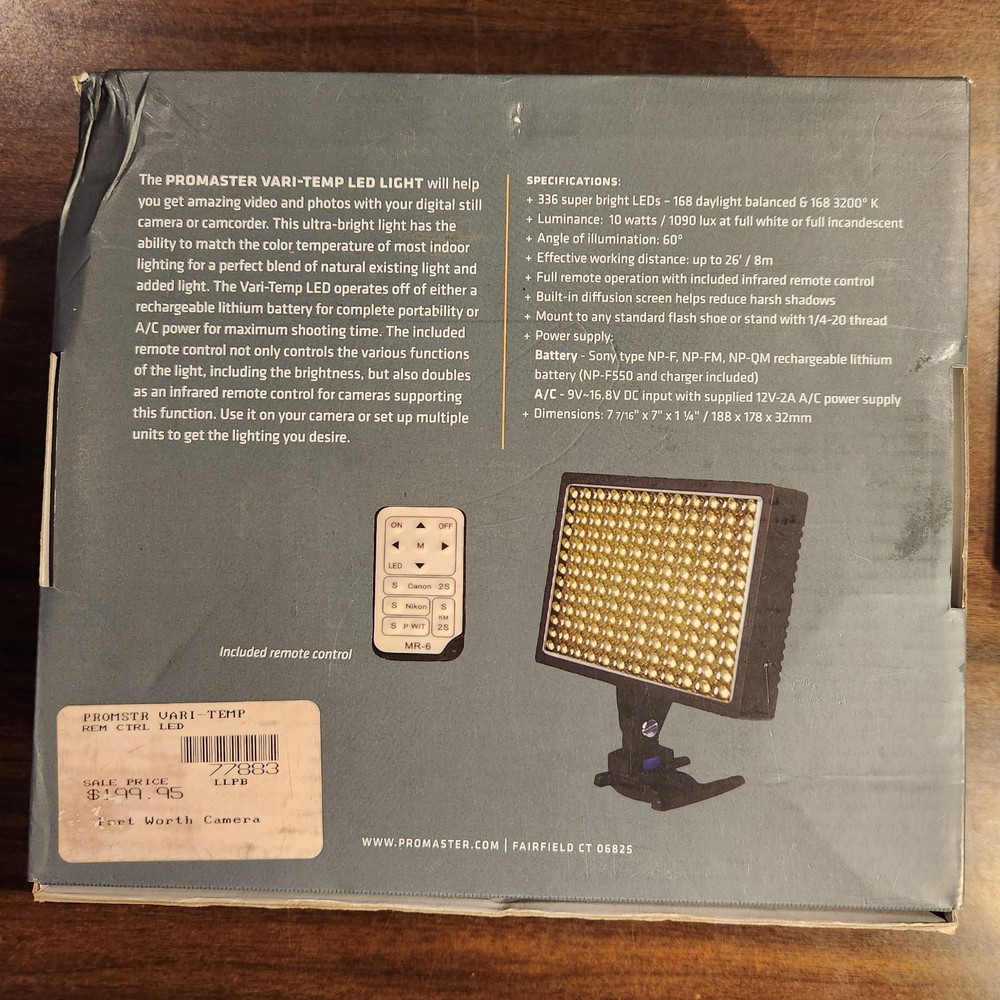 The PROMASTER VARI-TEMP LED LIGHT will help
you get amazing video and photos with your digital still
camera or camcorder. This ultra-bright light has the
ability to match the color temperature of most indoor
lighting for a perfect blend of natural existing light and
added light. The Vari-Temp LED operates off of either a
rechargeable lithium battery for complete portability or
A/C power for maximum shooting time. The included
remote control not only controls the various functions
of the light, including the brightness, but also doubles
as an infrared remote control for cameras supporting
this function. Use it on your camera or set up multiple
units to get the lighting you desire.
SPECIFICATIONS:
+ 336 super bright LEDs – 168 daylight balanced & 168 3200° K
+ Luminance: 10 watts / 1090 lux at full white or full incandescent
+ Angle of illumination: 60°
+ Effective working distance: up to 26' / 8m
+ Full remote operation with included infrared remote control
+ Built-in diffusion screen helps reduce harsh shadows
+ Mount to any standard flash shoe or stand with 1/4-20 thread
+ Power supply:
Battery - Sony type NP-F, NP-FM, NP-QM rechargeable lithium
battery (NP-F550 and charger included)
A/C - 9V~16.8V DC input with supplied 12V-2A A/C power supply
+ Dimensions: 7 7/16" x 7" x 1 ¼" / 188 x 178 x 32mm
ON OFF
M
LED
S Canon 2S
S Nikon S
KM
S P W/T 2S
MR-6
Included remote control
PROMSTR VARI-TEMP
REM CTRL LED
77883
SALE PRICE LLPB
$199.95
Fort Worth Camera
WWW.PROMASTER.COM | FAIRFIELD CT 06825